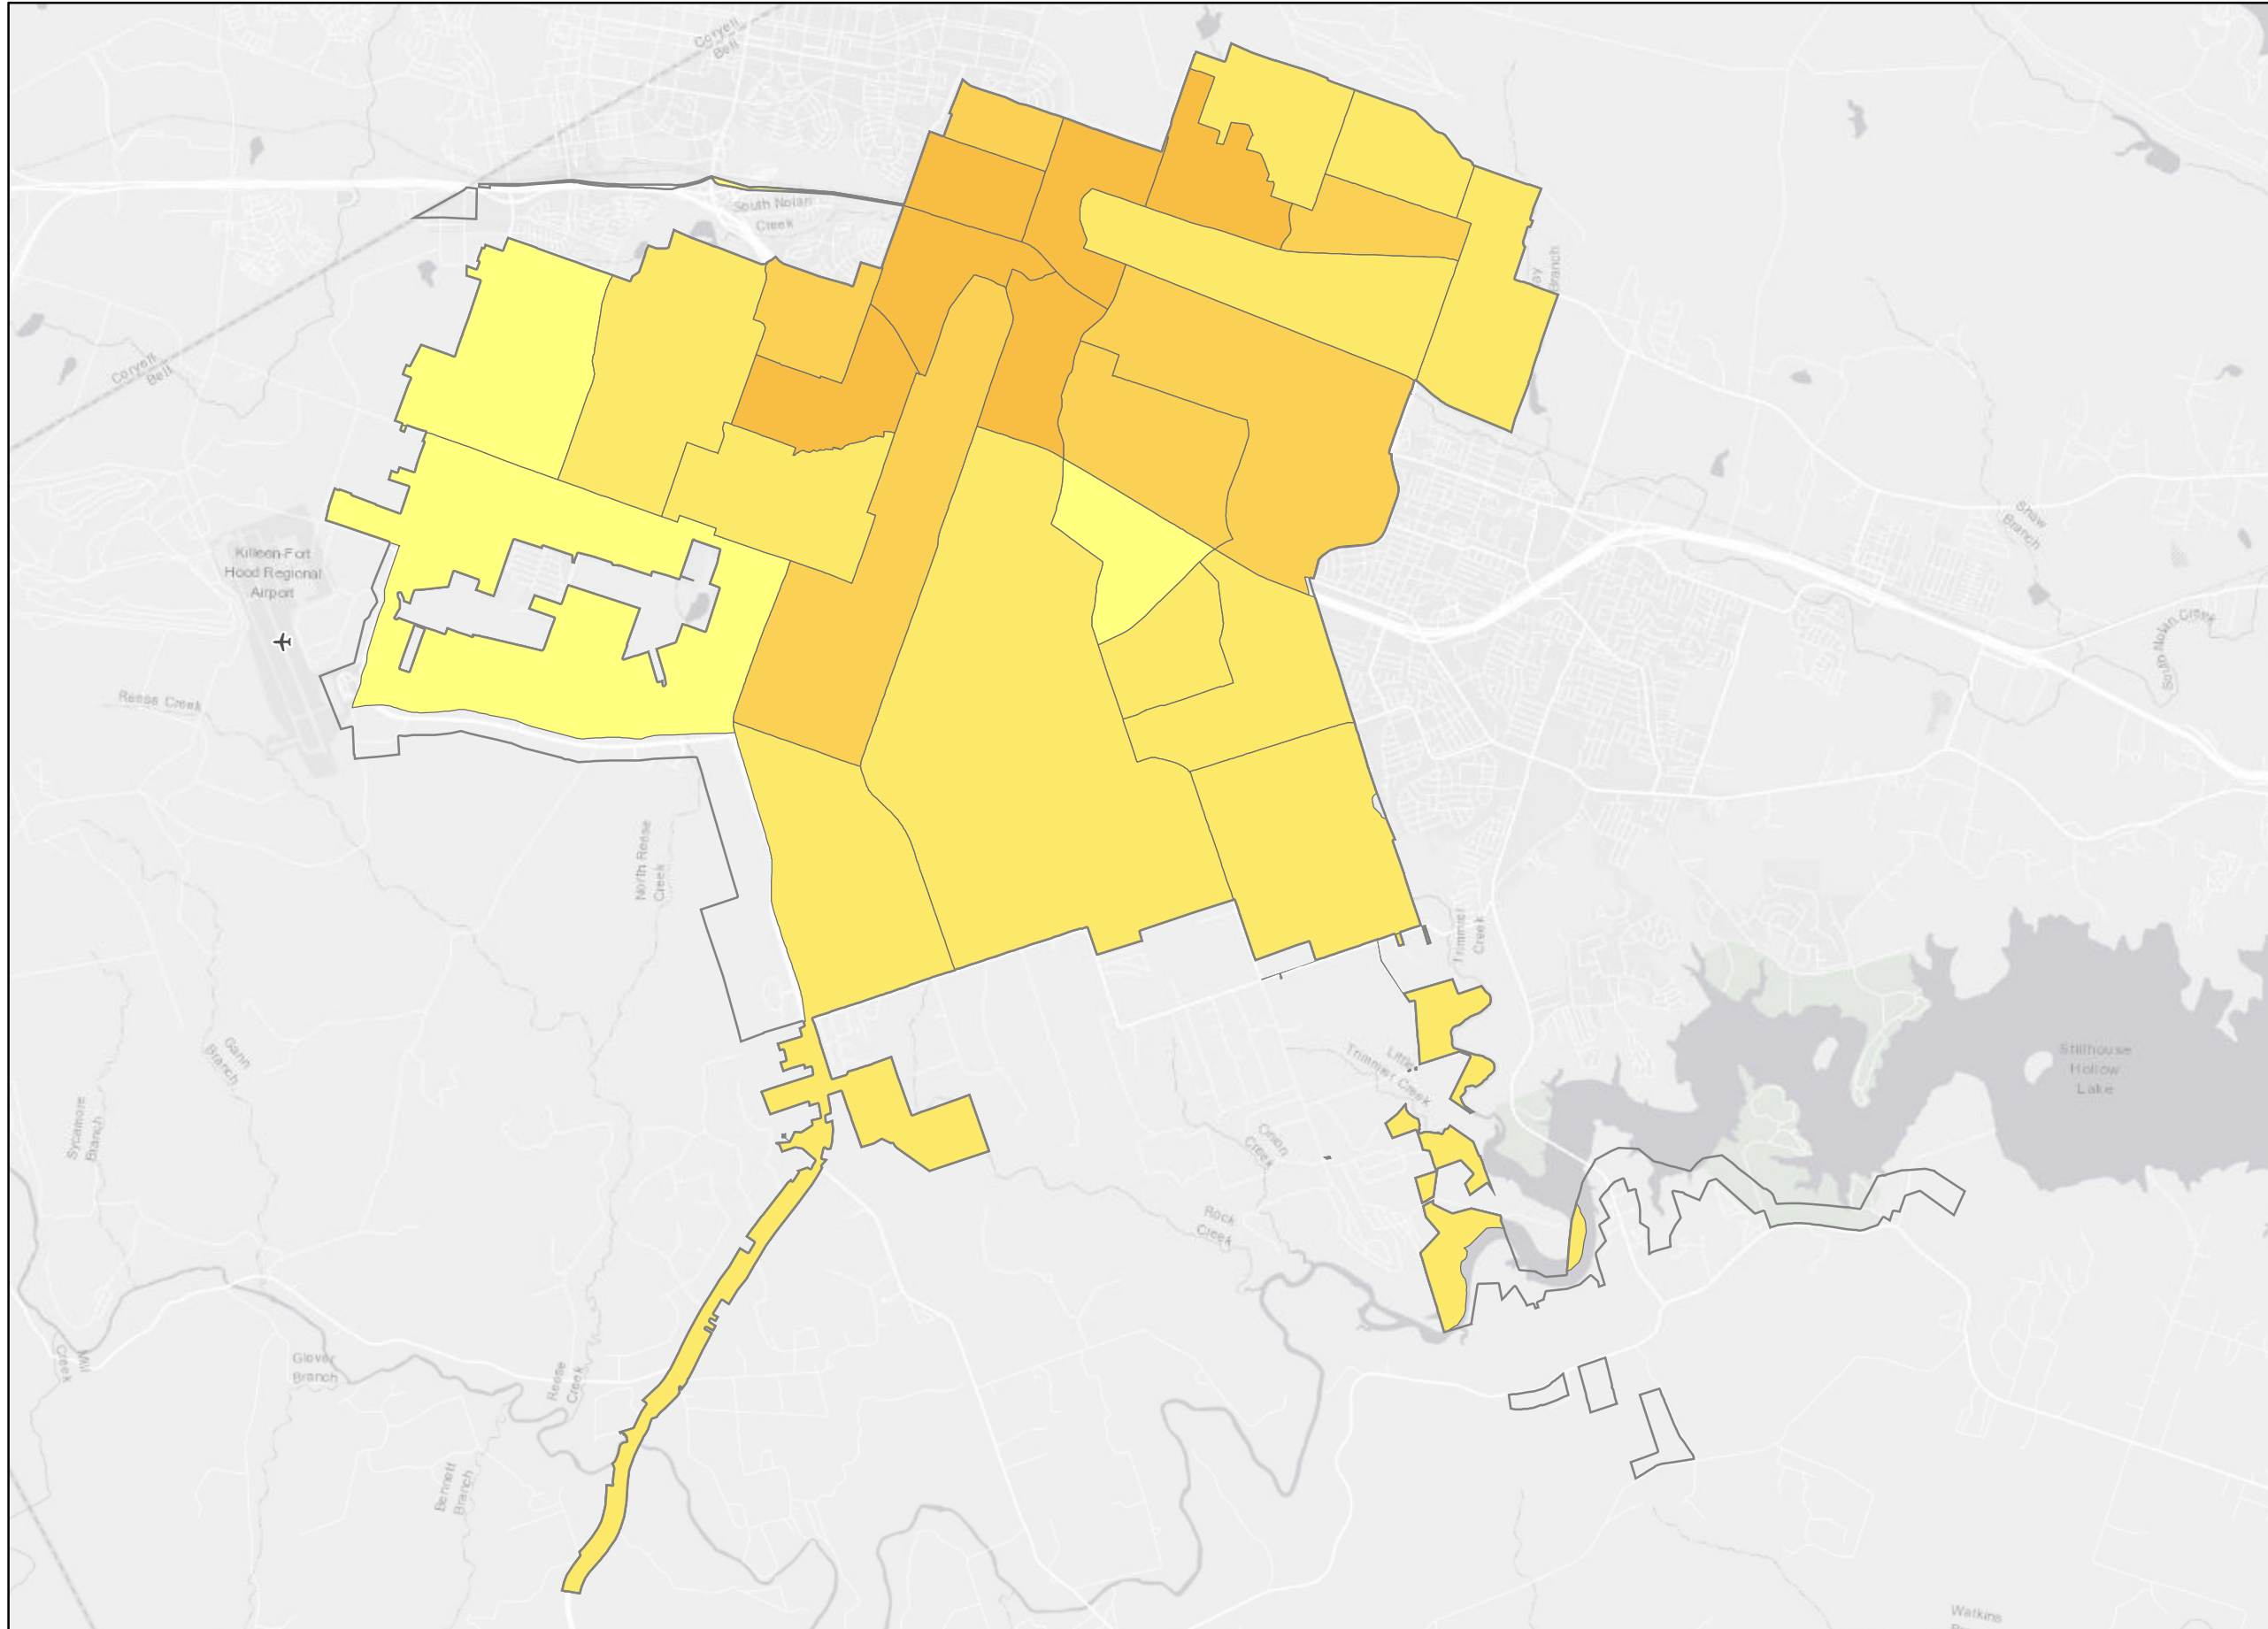 Coryell
Bell
South Nolan
Creek
Branch
Coryell
Bell
Killeen-Fort
Hood Regional
Airport
Shaw
Branch
South Nolan Creek
Reese Creek
North Reese
Creek
Trimmier
Creek
Gann
Branch
Stillhouse
Hollow
Lake
Little
Trimmier Creek
Sycamore
Branch
Onion
Creek
Rock
Creek
Mill
Creek
Glover
Branch
Reese
Creek
Bennett
Branch
Watkins